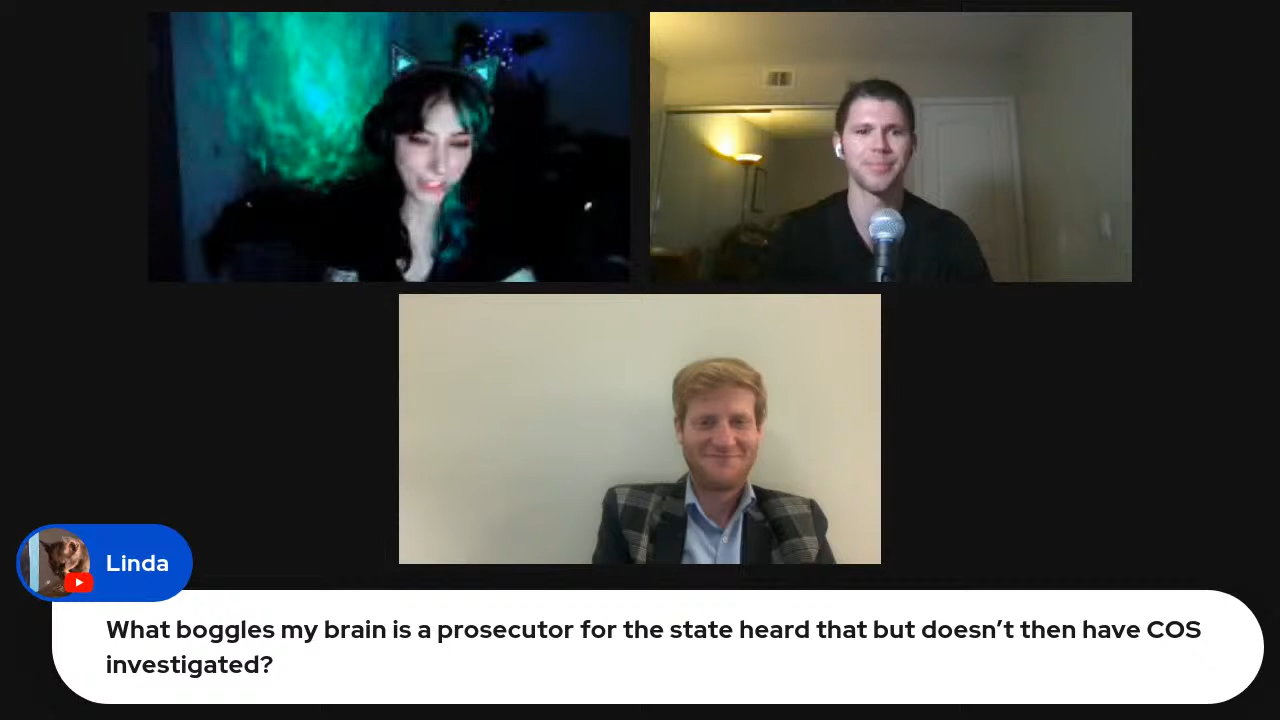 Linda
What boggles my brain is a prosecutor for the state heard that but doesn’t then have COS
investigated?